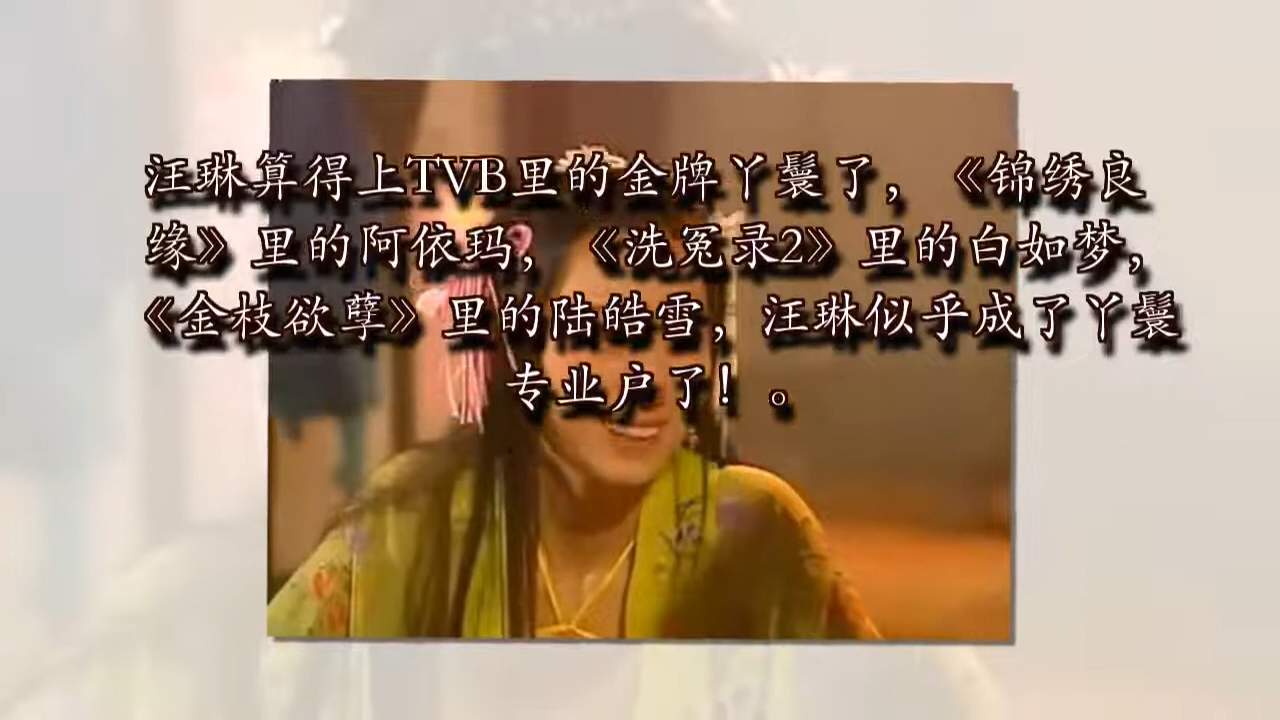 汪琳算得上TVB里的金牌丫鬟了，《锦绣良
缘》里的阿依玛，《洗冤录2》里的白如梦，
《金枝欲孽》里的陆皓雪，汪琳似乎成了丫鬟
专业户了！。